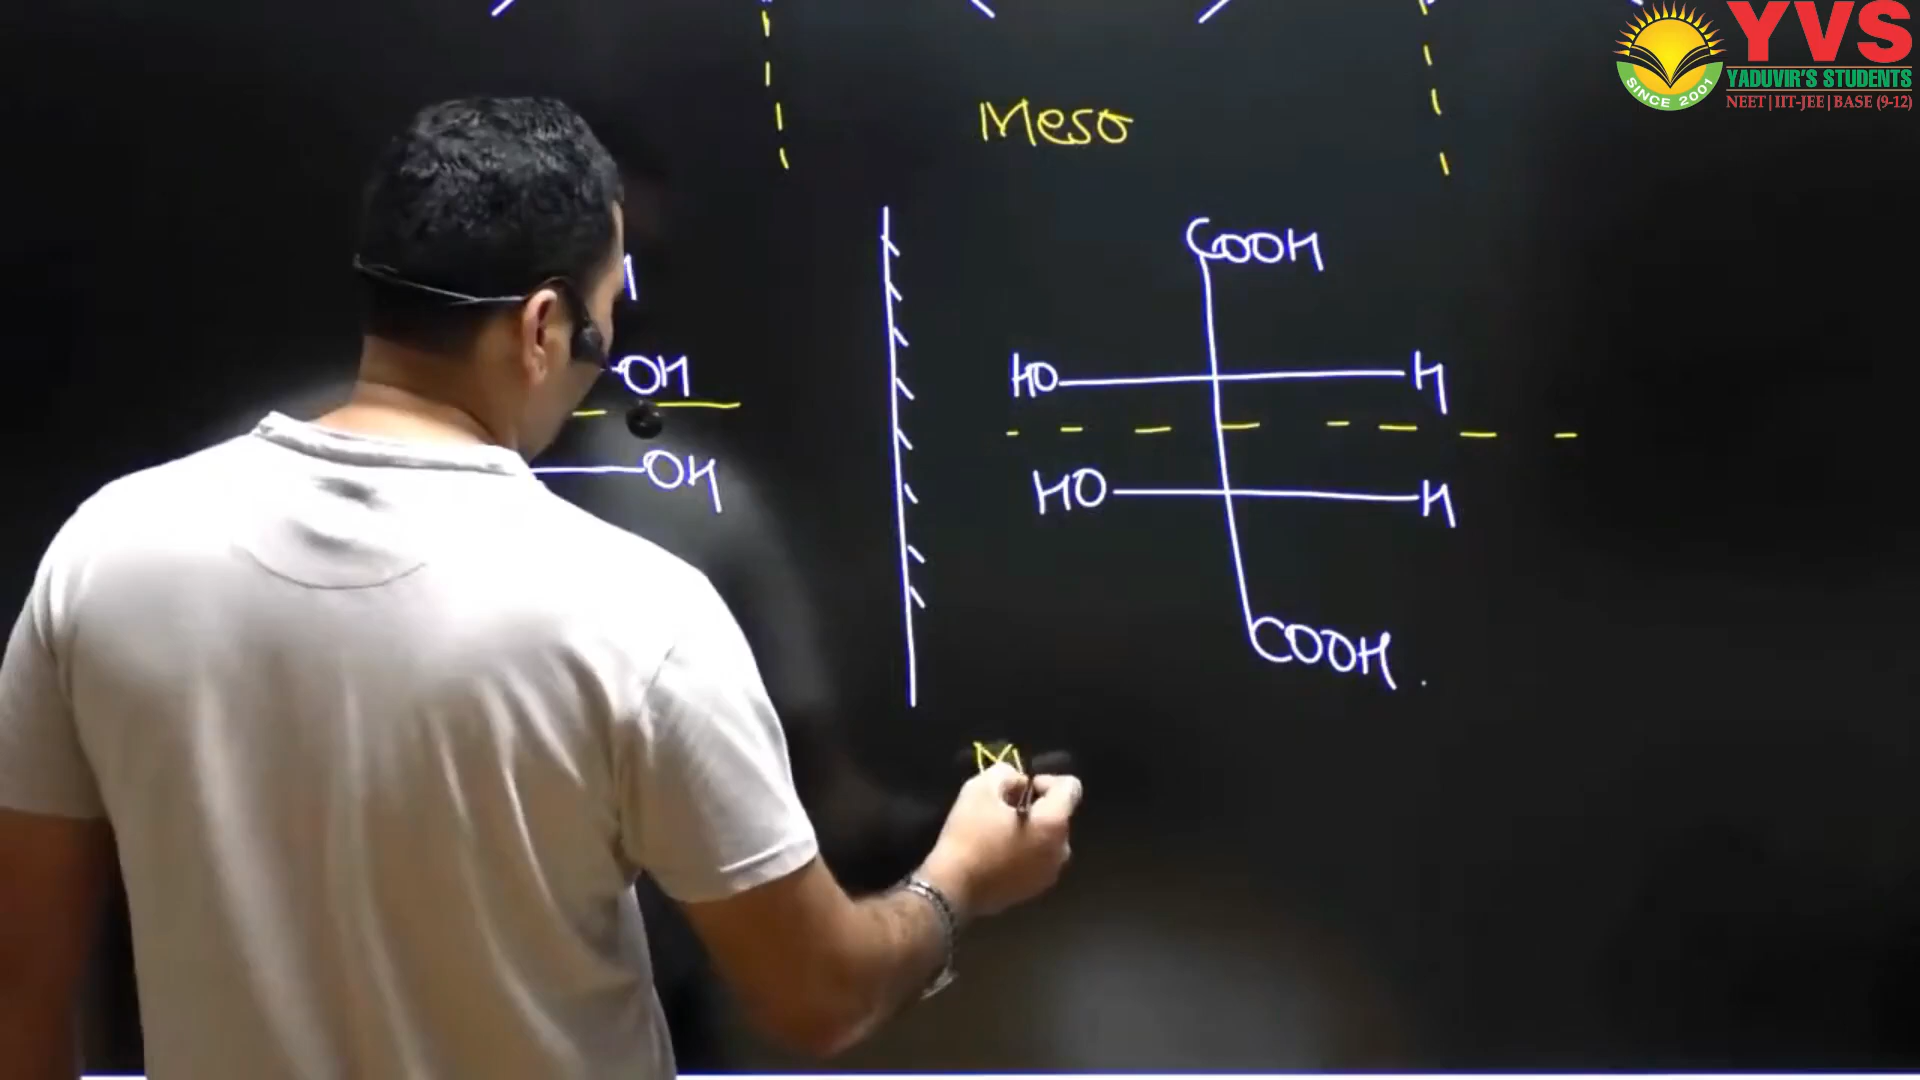 YVS
YADUVIR'S STUDENTS
NEET | IIT-JEE | BASE (9-12)
SINCE 2001
Meso
COOH
OH
HO H
OH
HO H
COOH
M